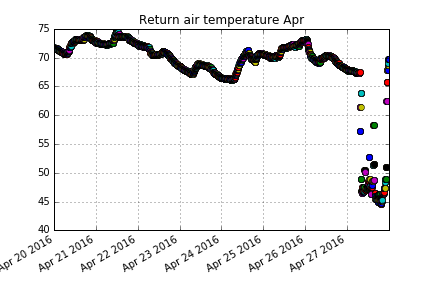 Return air temperature Apr
75
70
65
60
55
50
45
40
Apr 20 2016
Apr 21 2016
Apr 22 2016
Apr 23 2016
Apr 24 2016
Apr 25 2016
Apr 26 2016
Apr 27 2016